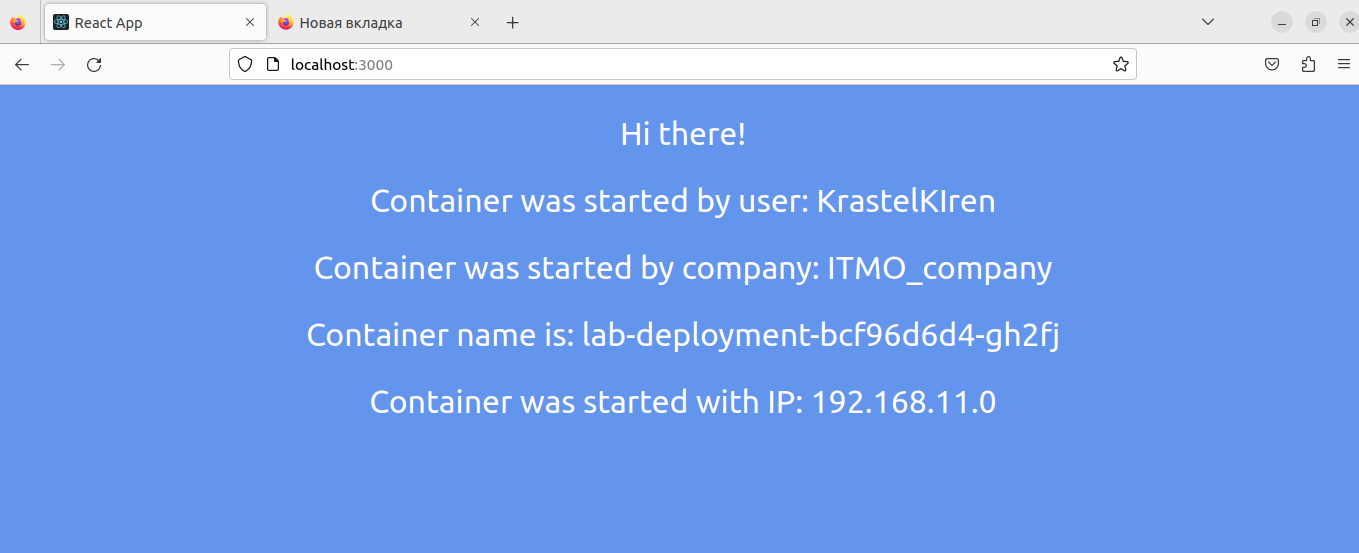 React App
Новая вкладка
localhost:3000
Hi there!
Container was started by user: KrastelKIren
Container was started by company: ITMO_company
Container name is: lab-deployment-bcf96d6d4-gh2fj
Container was started with IP: 192.168.11.0